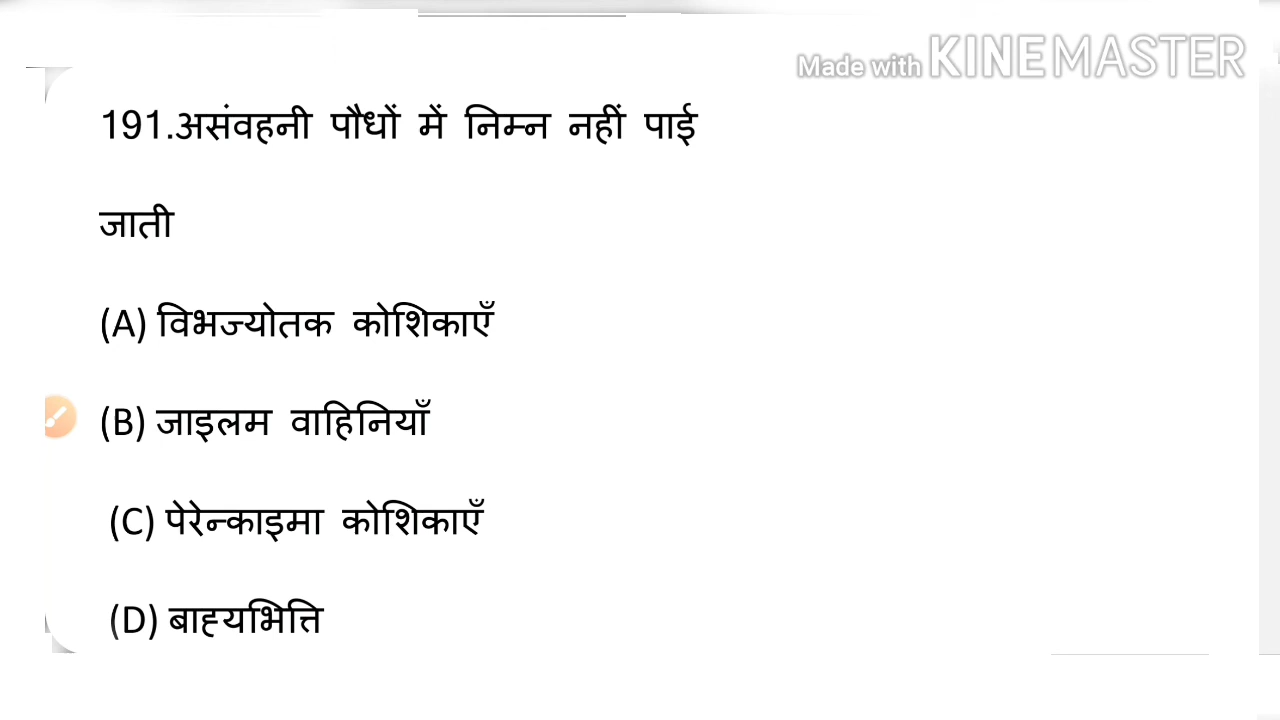 Made with KINEMASTER
191.असंवहनी पौधों में निम्न नहीं पाई
जाती
(A) विभज्योतक कोशिकाएँ
(B) जाइलम वाहिनियाँ
(C) पेरेन्काइमा कोशिकाएँ
(D) बाह्यभित्ति